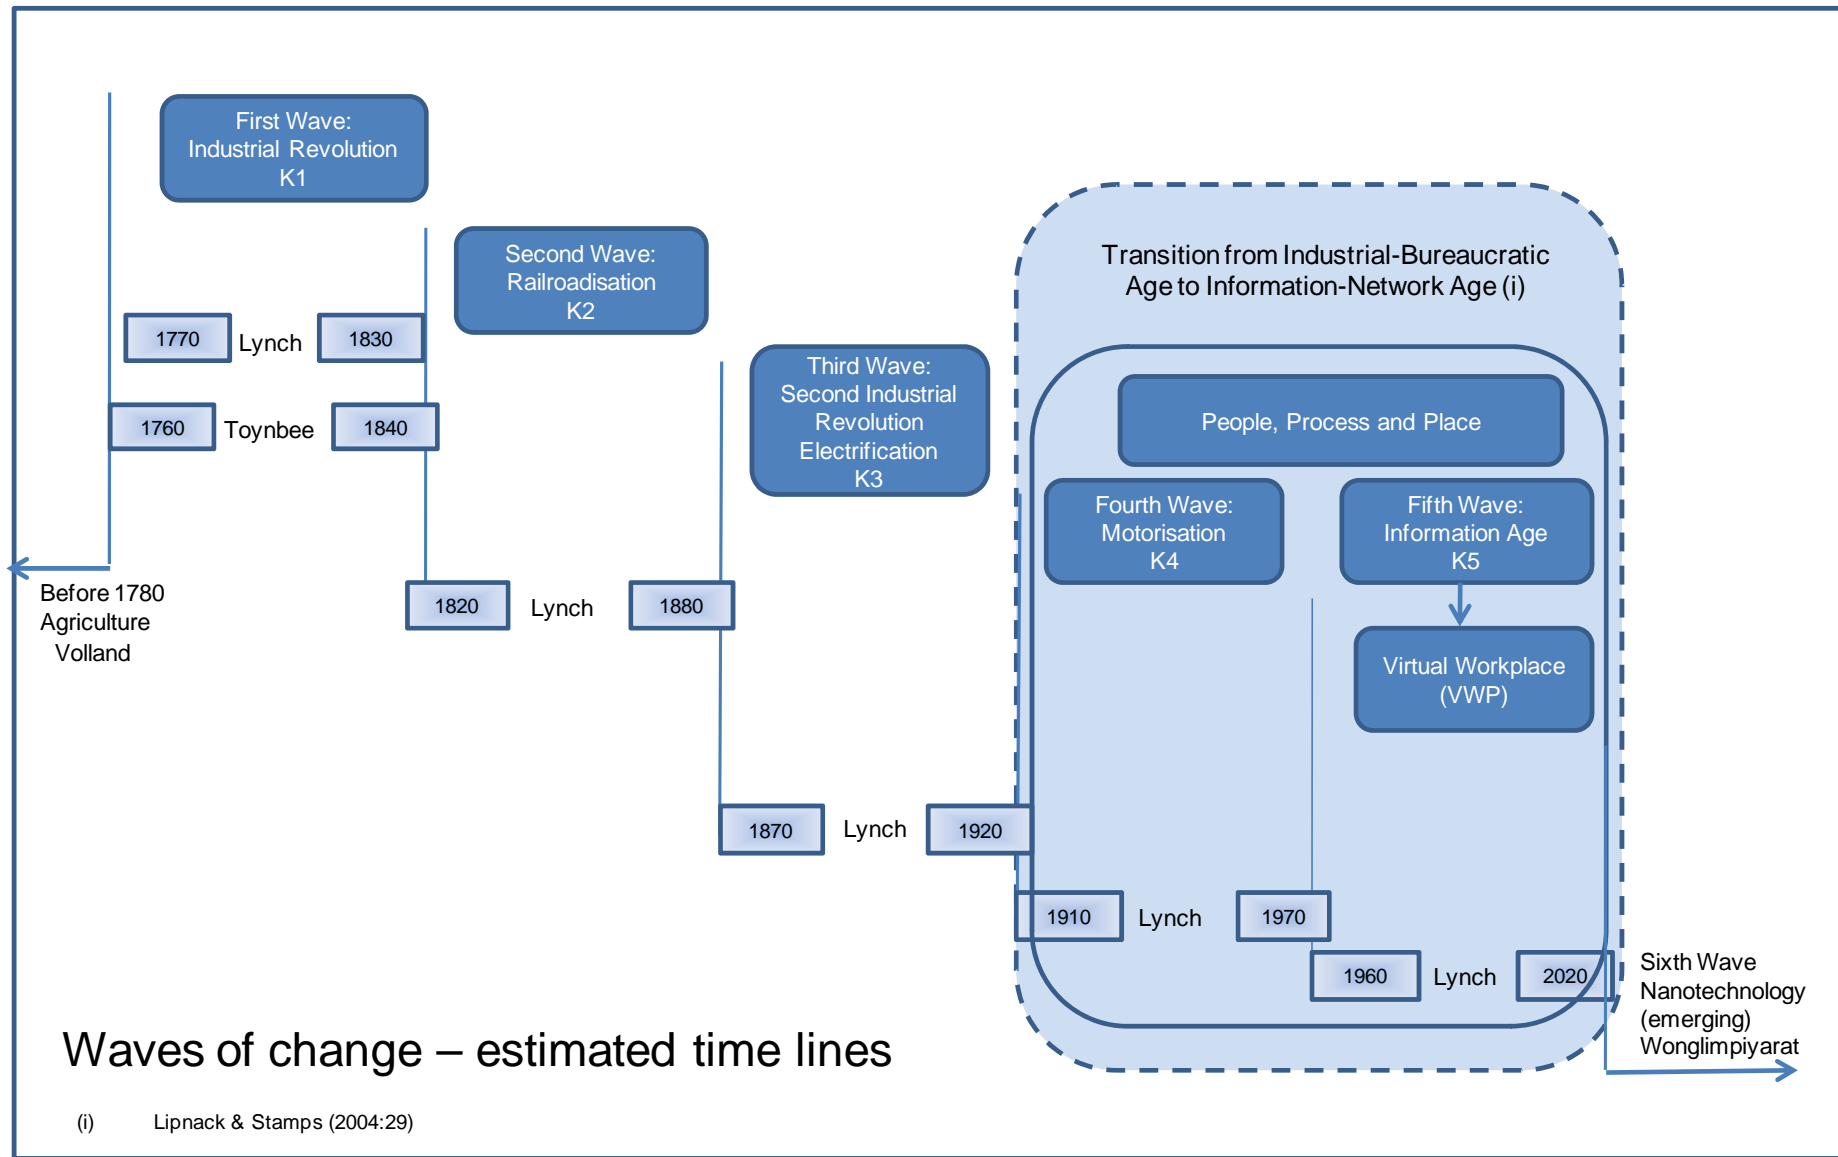 First Wave:
Industrial Revolution
K1
Second Wave:
Railroadisation
K2
1770 Lynch 1830
1760 Toynbee 1840
Third Wave:
Second Industrial
Revolution
Electrification
K3
Transition from Industrial-Bureaucratic
Age to Information-Network Age (i)
People, Process and Place
Fourth Wave:
Motorisation
K4
Fifth Wave:
Information Age
K5
Virtual Workplace
(VWP)
Before 1780
Agriculture
Volland
1820 Lynch 1880
1870 Lynch 1920
1910 Lynch 1970
1960 Lynch 2020
Sixth Wave
Nanotechnology
(emerging)
Wonglimpiyarat
Waves of change – estimated time lines
(i) Lipnack & Stamps (2004:29)